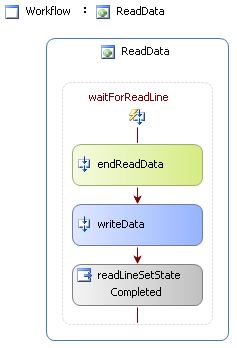 Workflow : ReadData
ReadData
waitForReadLine
endReadData
writeData
readLineSetState
Completed